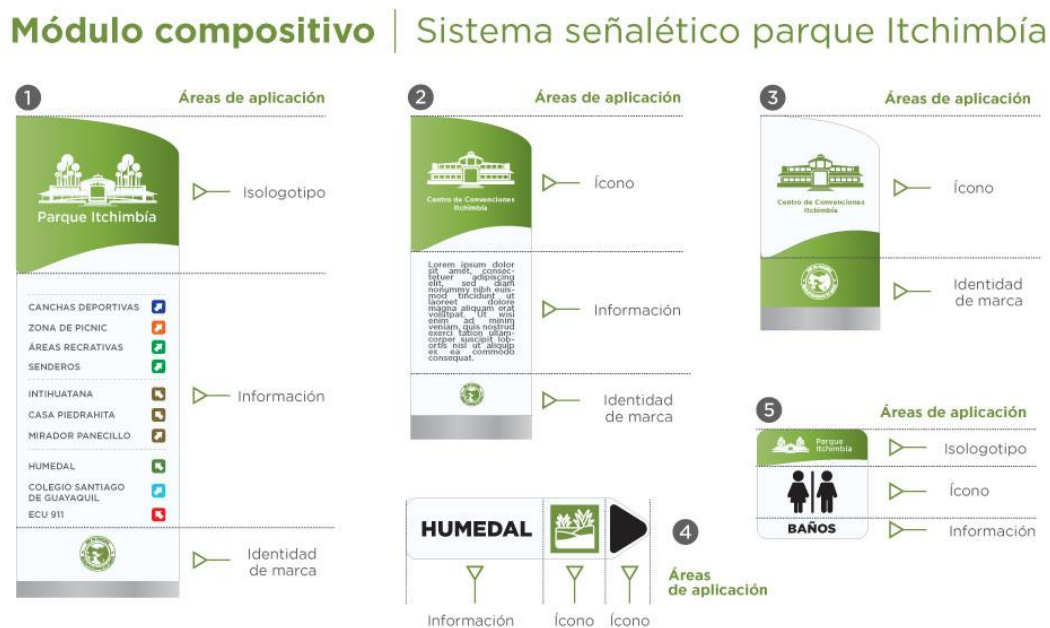 Módulo compositivo | Sistema señalético parque Itchimbía
1
Áreas de aplicación
Parque Itchimbía
Isologotipo
CANCHAS DEPORTIVAS
ZONA DE PICNIC
ÁREAS RECRATIVAS
SENDEROS
INTIHUATANA
CASA PIEDRAHITA
MIRADOR PANECILLO
HUMEDAL
COLEGIO SANTIAGO
DE GUAYAQUIL
ECU 911
Información
Identidad
de marca
2
Áreas de aplicación
Centro de Convenciones
Itchimbía
Ícono
Lorem ipsum dolor
sit amet, consec-
tetuer adipiscing
elit, sed diam
nonummy nibh euis-
mod tincidunt ut
laoreet dolore
magna aliquam erat
volutpat. Ut wisi
enim ad minim
veniam, quis nostrud
exerci tation ullam-
corper suscipit lob-
ortis nisl ut aliquip
ex ea commodo
consequat.
Información
Identidad
de marca
3
Áreas de aplicación
Centro de Convenciones
Itchimbía
Ícono
Identidad
de marca
HUMEDAL
4
Áreas
de aplicación
Información
Ícono
Ícono
5
Áreas de aplicación
Parque
Itchimbía
Isologotipo
Ícono
BAÑOS
Información